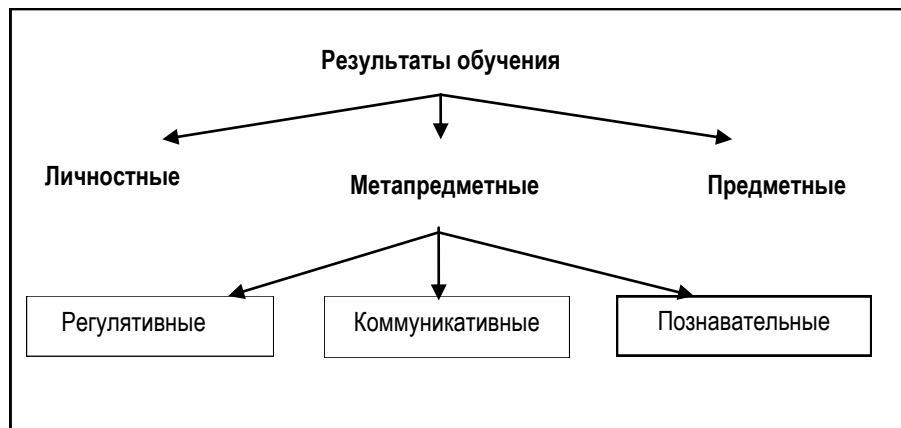 Результаты обучения
Личностные
Метапредметные
Предметные
Регулятивные
Коммуникативные
Познавательные